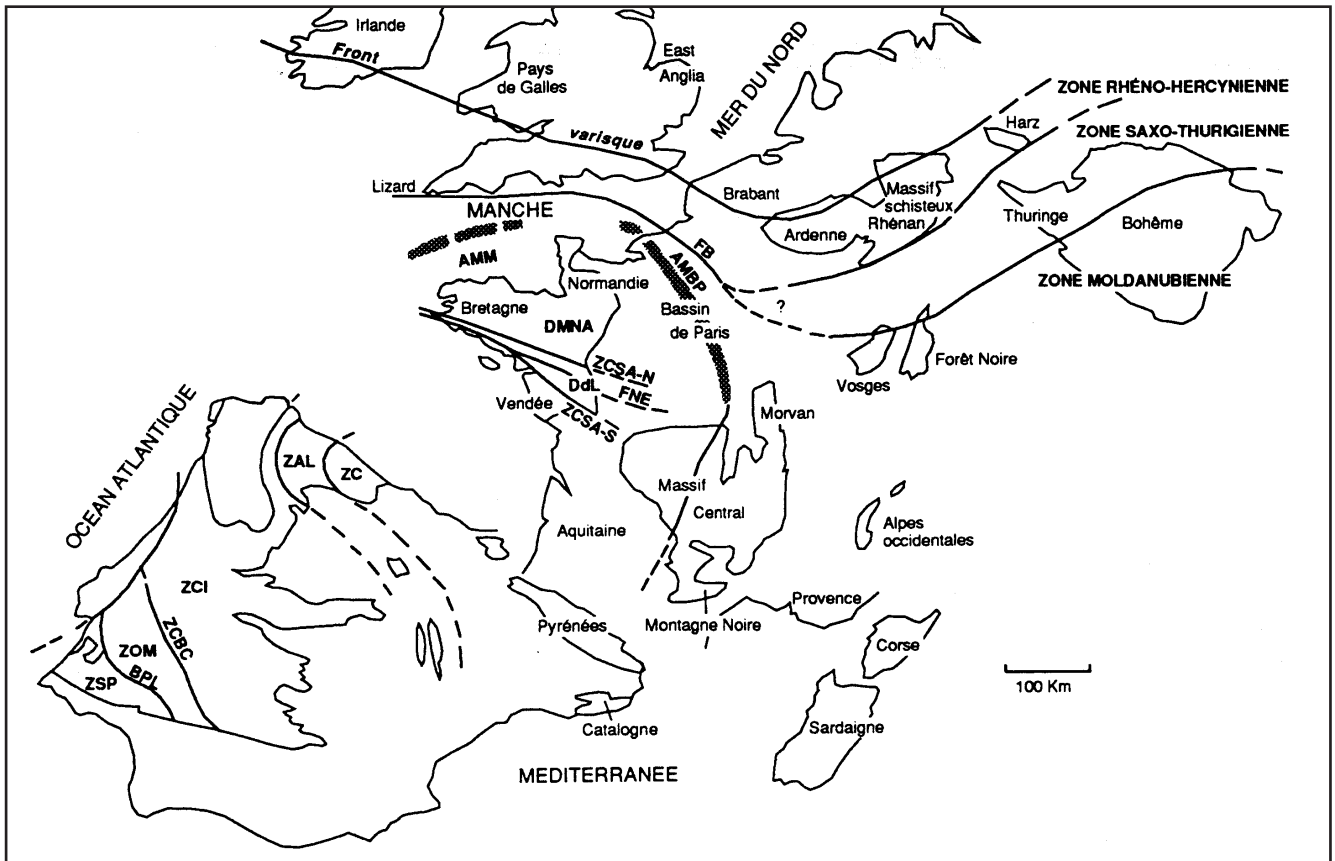 Irlande
Front
East
Anglia
Pays
de Galles
MER DU NORD
ZONE RHÉNO-HERCYNIENNE
Harz
ZONE SAXO-THURIGIENNE
varisque
Lizard
Brabant
Massif
schisteux
Rhénan
MANCHE
Thuringe
Bohême
Ardenne
FB
AMM
AMBP
Normandie
ZONE MOLDANUBIENNE
Bretagne
Bassin
de Paris
?
DMNA
Forêt Noire
Vosges
ZCSA-N
DdL
FNE
Vendée
ZCSA-S
Morvan
OCEAN ATLANTIQUE
ZAL
ZC
Massif
Central
Aquitaine
Alpes
occidentales
ZCI
Provence
Pyrénées
Montagne Noire
ZCBC
Corse
ZOM
BPL
ZSP
100 Km
Catalogne
Sardaigne
MEDITERRANEE